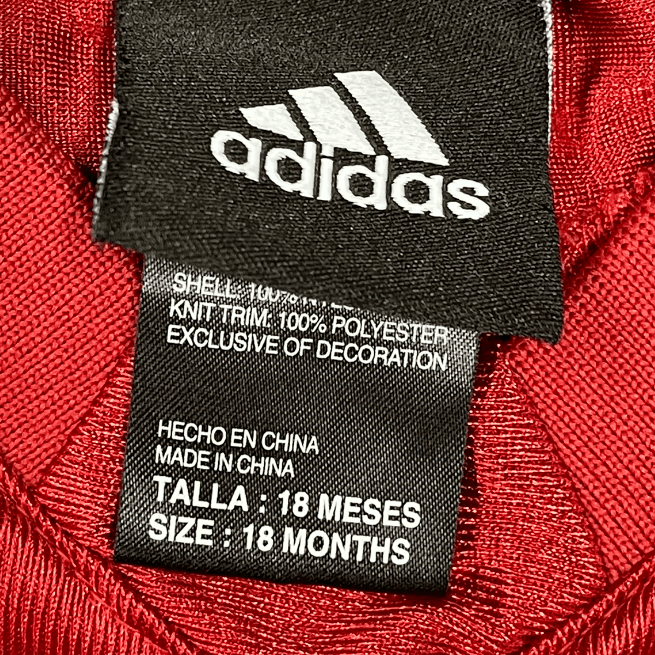 adidas
SHELL: 100%
KNIT TRIM: 100% POLYESTER
EXCLUSIVE OF DECORATION
HECHO EN CHINA
MADE IN CHINA
TALLA : 18 MESES
SIZE : 18 MONTHS